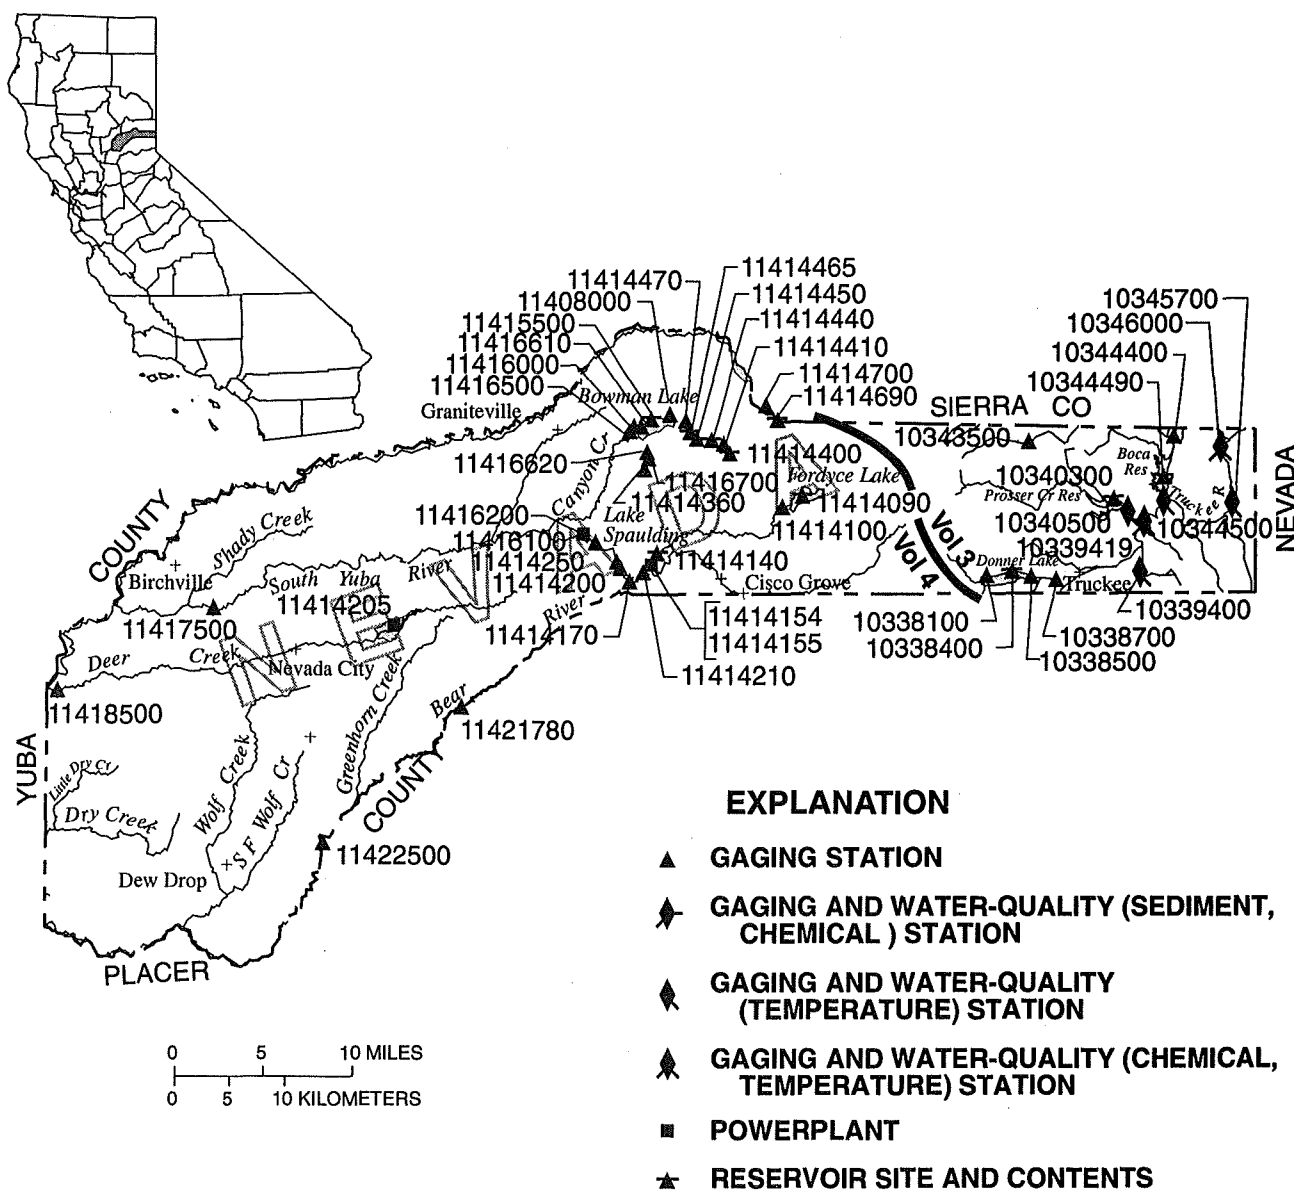 11414465
11414470
11414450
11408000
11414440
11415500
11414410
11416610
11416000
11414700
11416500
11414690
Bowman Lake
Graniteville
10345700
10346000
10344400
10344490
SIERRA CO
10343500
11414400
Canyon Cr
11416620
11416700
Fordyce Lake
11414360
11414090
Boca
Res
10340300
Prosser Cr Res
Truckee R
NEVADA
11416200
Lake
Spaulding
11414100
10340500
10344500
COUNTY
Shady Creek
11416100
11414250
11414140
Vol 3
Vol 4
10339419
Donner Lake
Birchville
South Yuba River
11414200
Cisco Grove
Truckee
11414205
River
10339400
11417500
11414170
11414154
11414155
10338100
10338400
10338700
10338500
NEVADA
Deer Creek
Nevada City
11414210
11418500
Greenhorn Creek
Bear
11421780
YUBA
Little Dry Cr
Wolf Creek
S F Wolf Cr
COUNTY
Dry Creek
11422500
Dew Drop
PLACER
EXPLANATION
GAGING STATION
GAGING AND WATER-QUALITY (SEDIMENT,
CHEMICAL ) STATION
GAGING AND WATER-QUALITY
(TEMPERATURE) STATION
GAGING AND WATER-QUALITY (CHEMICAL,
TEMPERATURE) STATION
POWERPLANT
RESERVOIR SITE AND CONTENTS
0 5 10 MILES
0 5 10 KILOMETERS